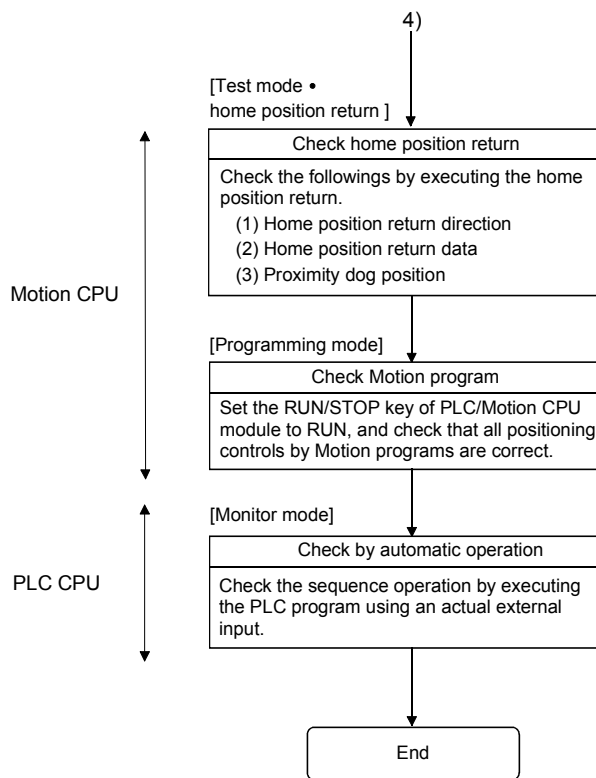 4)
[Test mode •
home position return ]
Check home position return
Check the followings by executing the home
position return.
(1) Home position return direction
(2) Home position return data
(3) Proximity dog position
Motion CPU
[Programming mode]
Check Motion program
Set the RUN/STOP key of PLC/Motion CPU
module to RUN, and check that all positioning
controls by Motion programs are correct.
[Monitor mode]
Check by automatic operation
PLC CPU
Check the sequence operation by executing
the PLC program using an actual external
input.
End